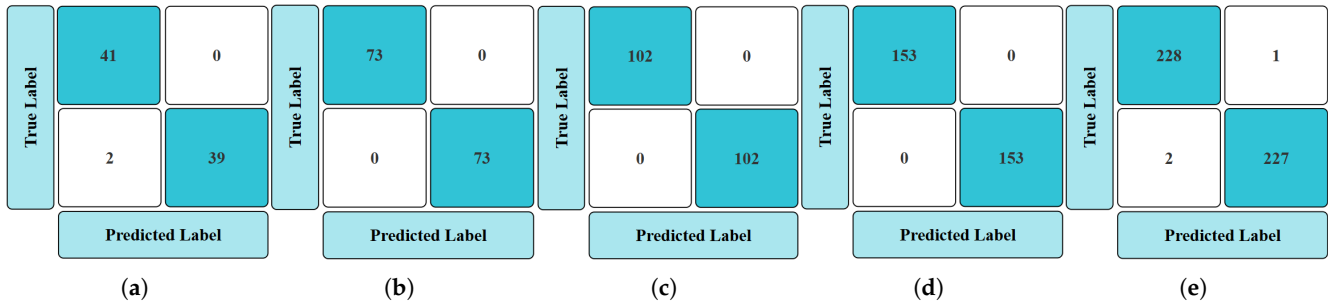 True Label
41 0
2 39
Predicted Label
(a)
True Label
73 0
0 73
Predicted Label
(b)
True Label
102 0
0 102
Predicted Label
(c)
True Label
153 0
0 153
Predicted Label
(d)
True Label
228 1
2 227
Predicted Label
(e)